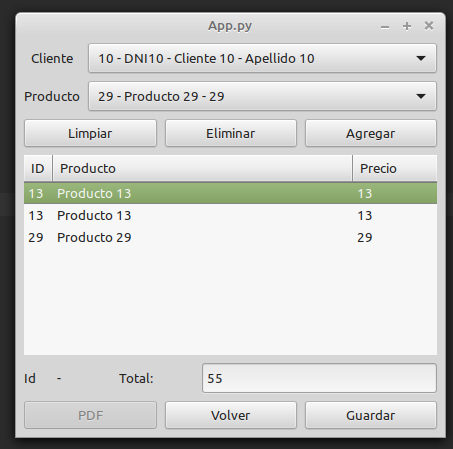 App.py
Cliente 10 - DNI10 - Cliente 10 - Apellido 10
Producto 29 - Producto 29 - 29
Limpiar Eliminar Agregar
ID Producto Precio
13 Producto 13 13
13 Producto 13 13
29 Producto 29 29
Id - Total: 55
PDF Volver Guardar